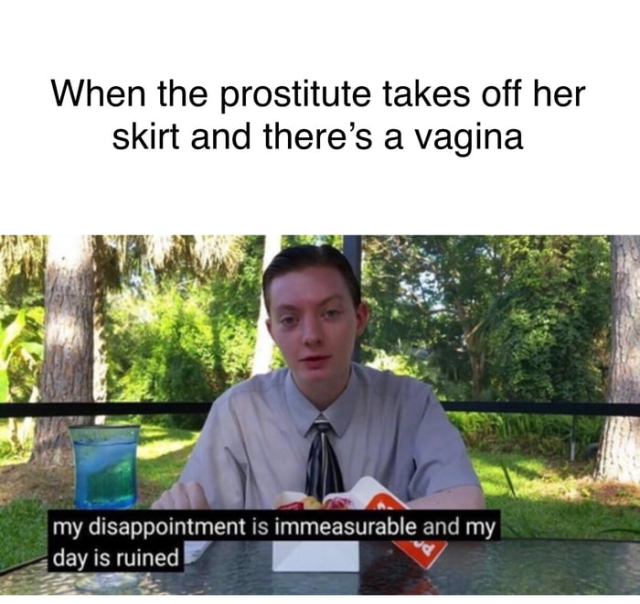 When the prostitute takes off her
skirt and there’s a vagina
my disappointment is immeasurable and my
day is ruined